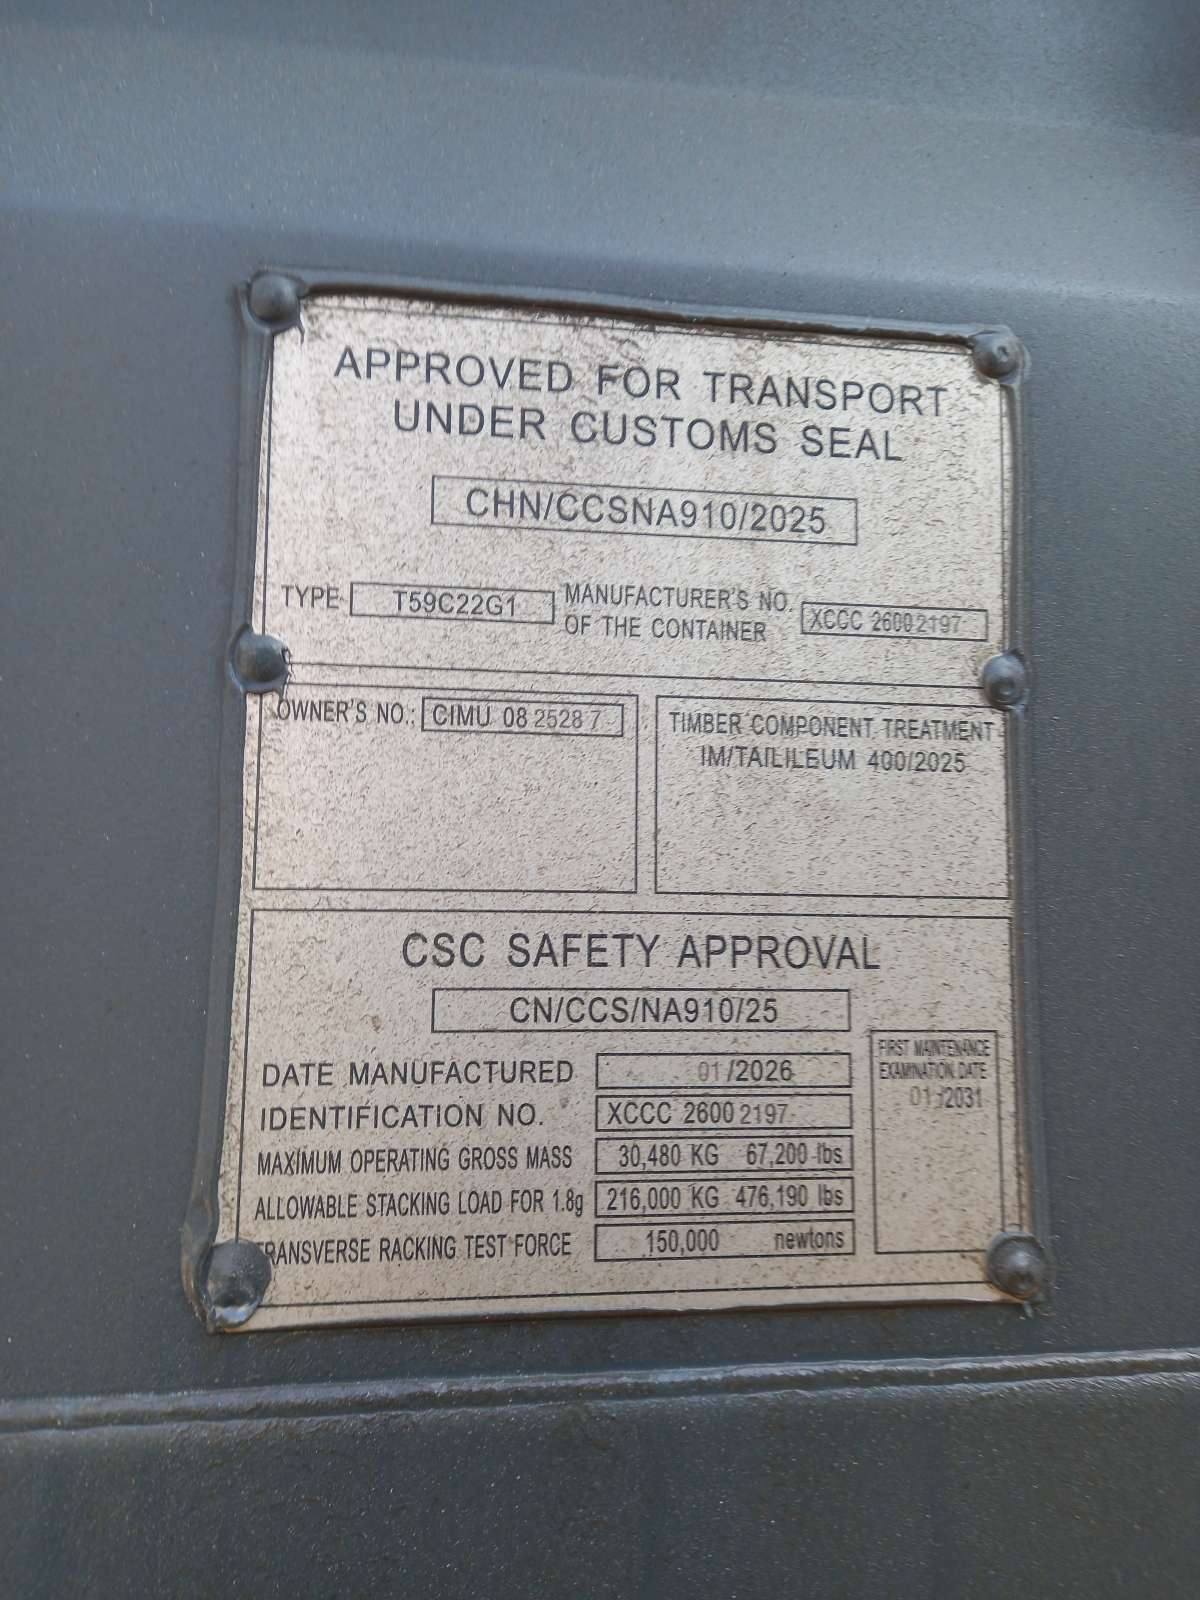 APPROVED FOR TRANSPORT
UNDER CUSTOMS SEAL
CHN/CCSNA910/2025
TYPE T59C22G1
MANUFACTURER'S NO.
OF THE CONTAINER
XCCC 2600 2197
OWNER'S NO.: CIMU 08 2528 7
TIMBER COMPONENT TREATMENT
IM/TAILILEUM 400/2025
CSC SAFETY APPROVAL
CN/CCS/NA910/25
DATE MANUFACTURED 01/2026
IDENTIFICATION NO. XCCC 2600 2197
MAXIMUM OPERATING GROSS MASS 30,480 KG 67,200 lbs
ALLOWABLE STACKING LOAD FOR 1.8g 216,000 KG 476,190 lbs
TRANSVERSE RACKING TEST FORCE 150,000 newtons
FIRST MAINTENANCE
EXAMINATION DATE
01/2031